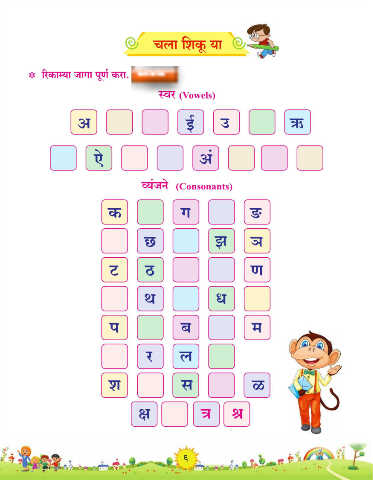 चला शिकू या
❉ रिकाम्या जागा पूर्ण करा.
स्वर (Vowels)
अ ई उ ऋ
ऐ अं
व्यंजने (Consonants)
क ग ङ
छ झ ञ
ट ठ ण
थ ध
प ब म
र ल
श स ळ
क्ष त्र श्र
६